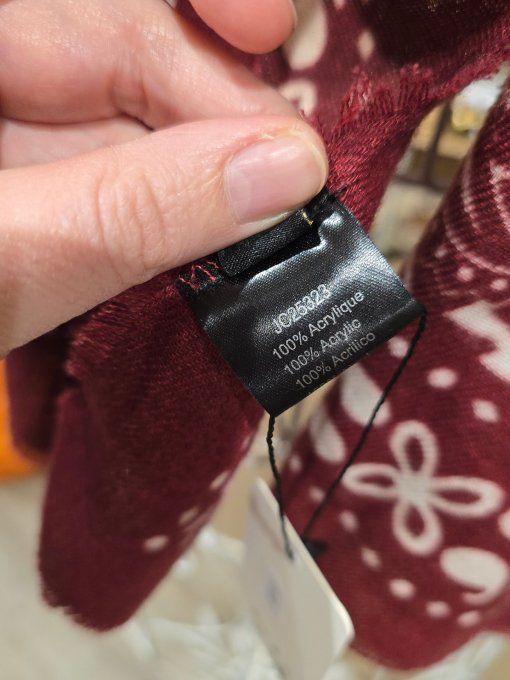 JC25323
100% Acrylique
100% Acrylic
100% Acrilico